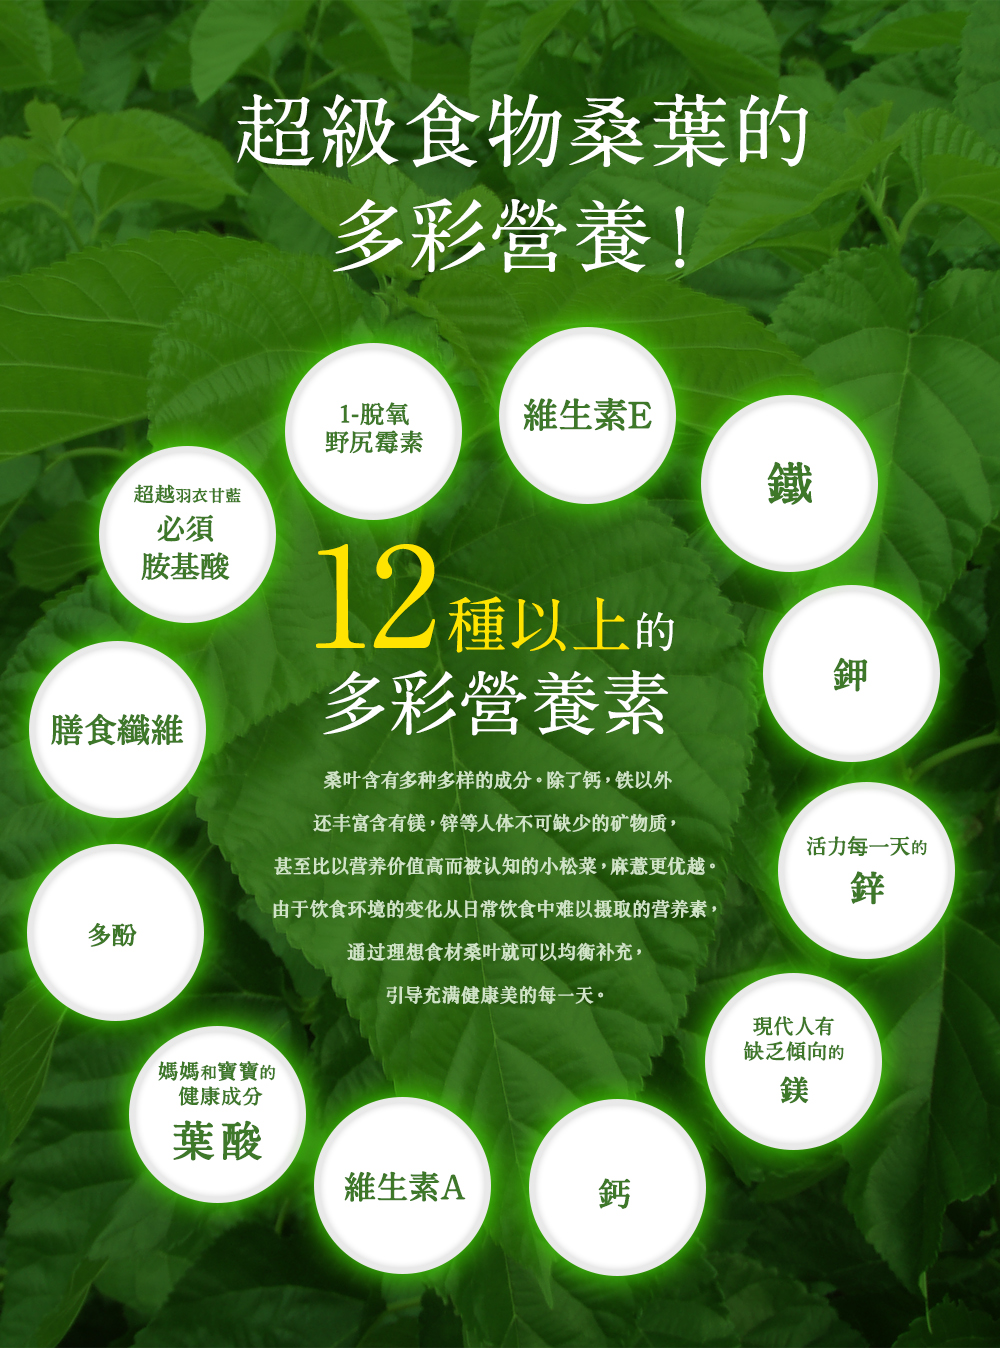 超級食物桑葉的
多彩營養！
1-脫氧
野尻霉素
維生素E
鐵
超越羽衣甘藍
必須
胺基酸
12種以上的
多彩營養素
鉀
膳食纖維
桑叶含有多种多样的成分。除了钙，铁以外
还丰富含有镁，锌等人体不可缺少的矿物质，
甚至比以营养价值高而被认知的小松菜，麻薏更优越。
由于饮食环境的变化从日常饮食中难以摄取的营养素，
通过理想食材桑叶就可以均衡补充，
引导充满健康美的每一天。
活力每一天的
鋅
多酚
現代人有
缺乏傾向的
鎂
媽媽和寶寶的
健康成分
葉酸
維生素A
鈣